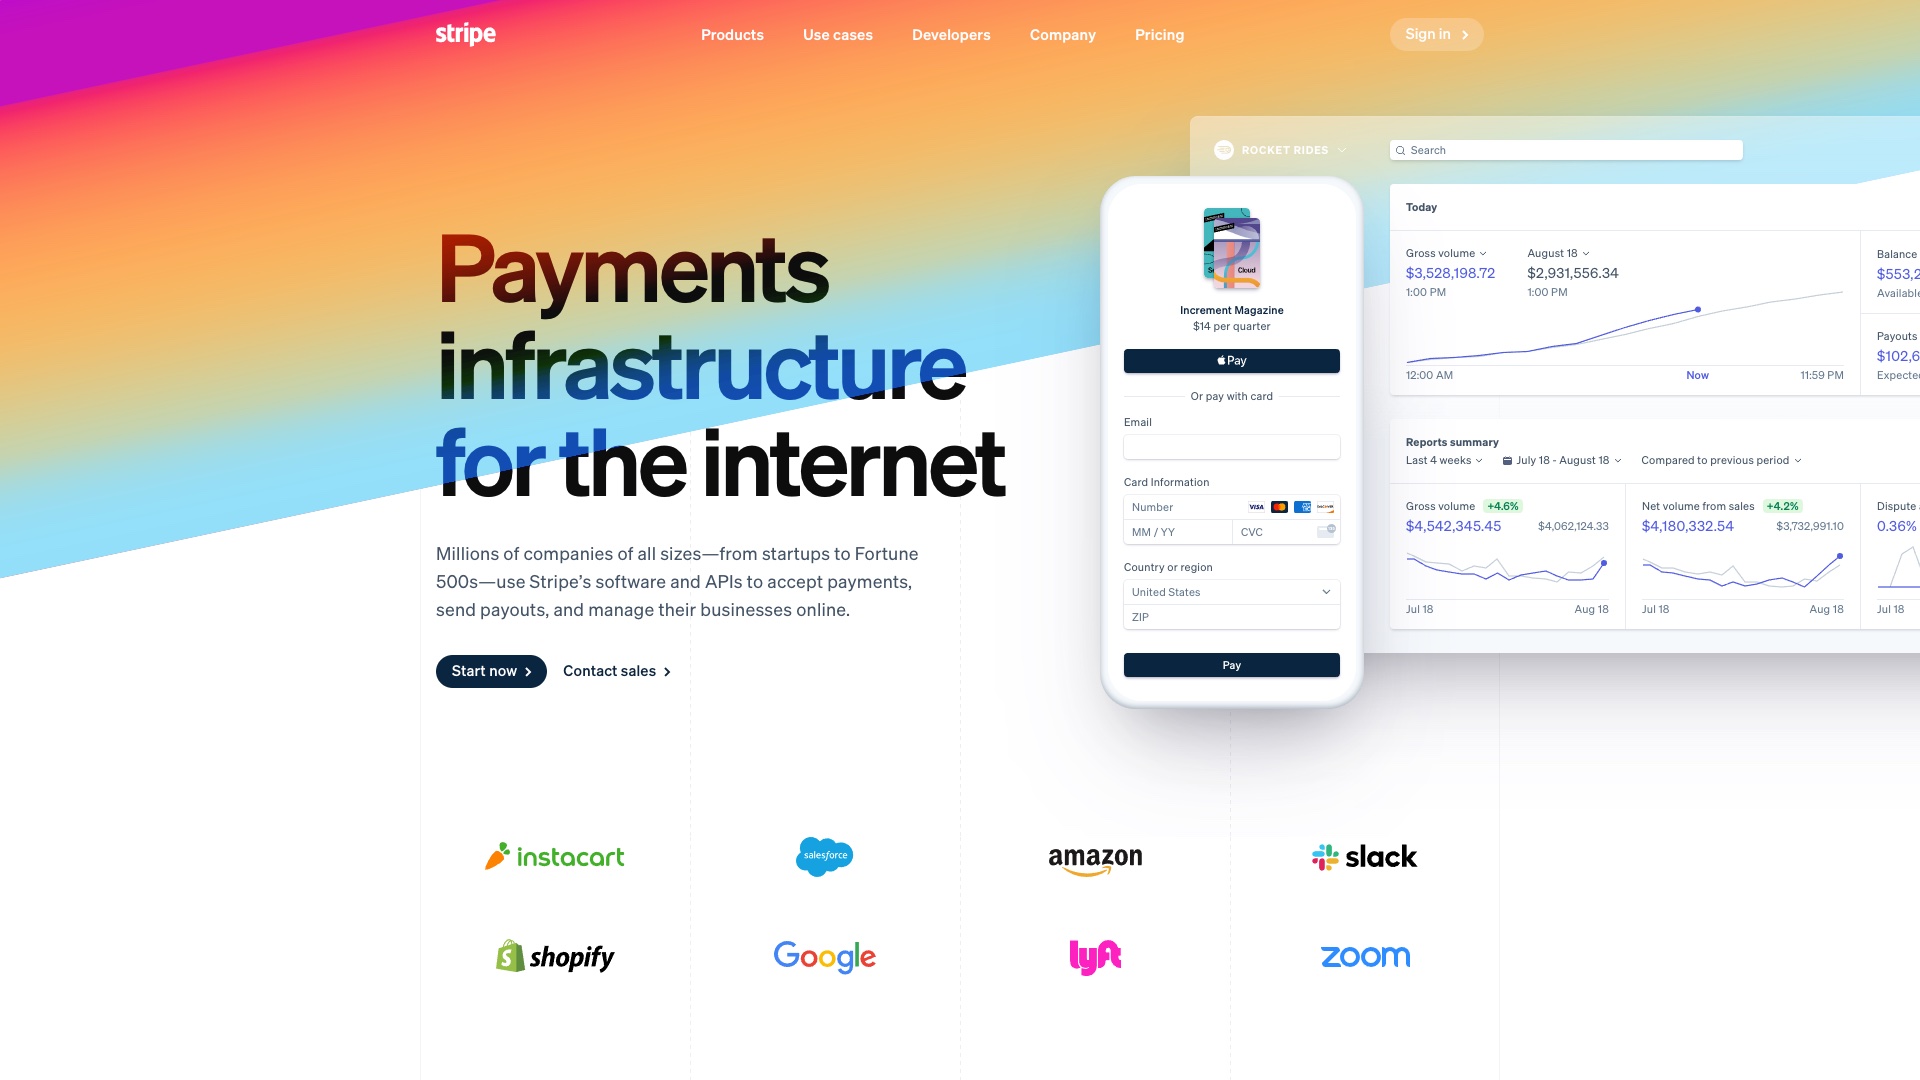 stripe
Products
Use cases
Developers
Company
Pricing
Sign in
Payments
infrastructure
for the internet
Millions of companies of all sizes—from startups to Fortune
500s—use Stripe’s software and APIs to accept payments,
send payouts, and manage their businesses online.
Start now
Contact sales
Cloud
Increment Magazine
$14 per quarter
Pay
Or pay with card
Email
Card Information
Number
VISA
MM / YY
CVC
Country or region
United States
ZIP
Pay
ROCKET RIDES
Search
Today
Gross volume
$3,528,198.72
1:00 PM
August 18
$2,931,556.34
1:00 PM
12:00 AM
Now
11:59 PM
Balance
$553,2
Available
Payouts
$102,6
Expecte
Reports summary
Last 4 weeks
July 18 - August 18
Compared to previous period
Gross volume +4.6%
$4,542,345.45 $4,062,124.33
Jul 18 Aug 18
Net volume from sales +4.2%
$4,180,332.54 $3,732,991.10
Jul 18 Aug 18
Dispute
0.36%
Jul 18
instacart
salesforce
amazon
slack
shopify
Google
lyft
zoom